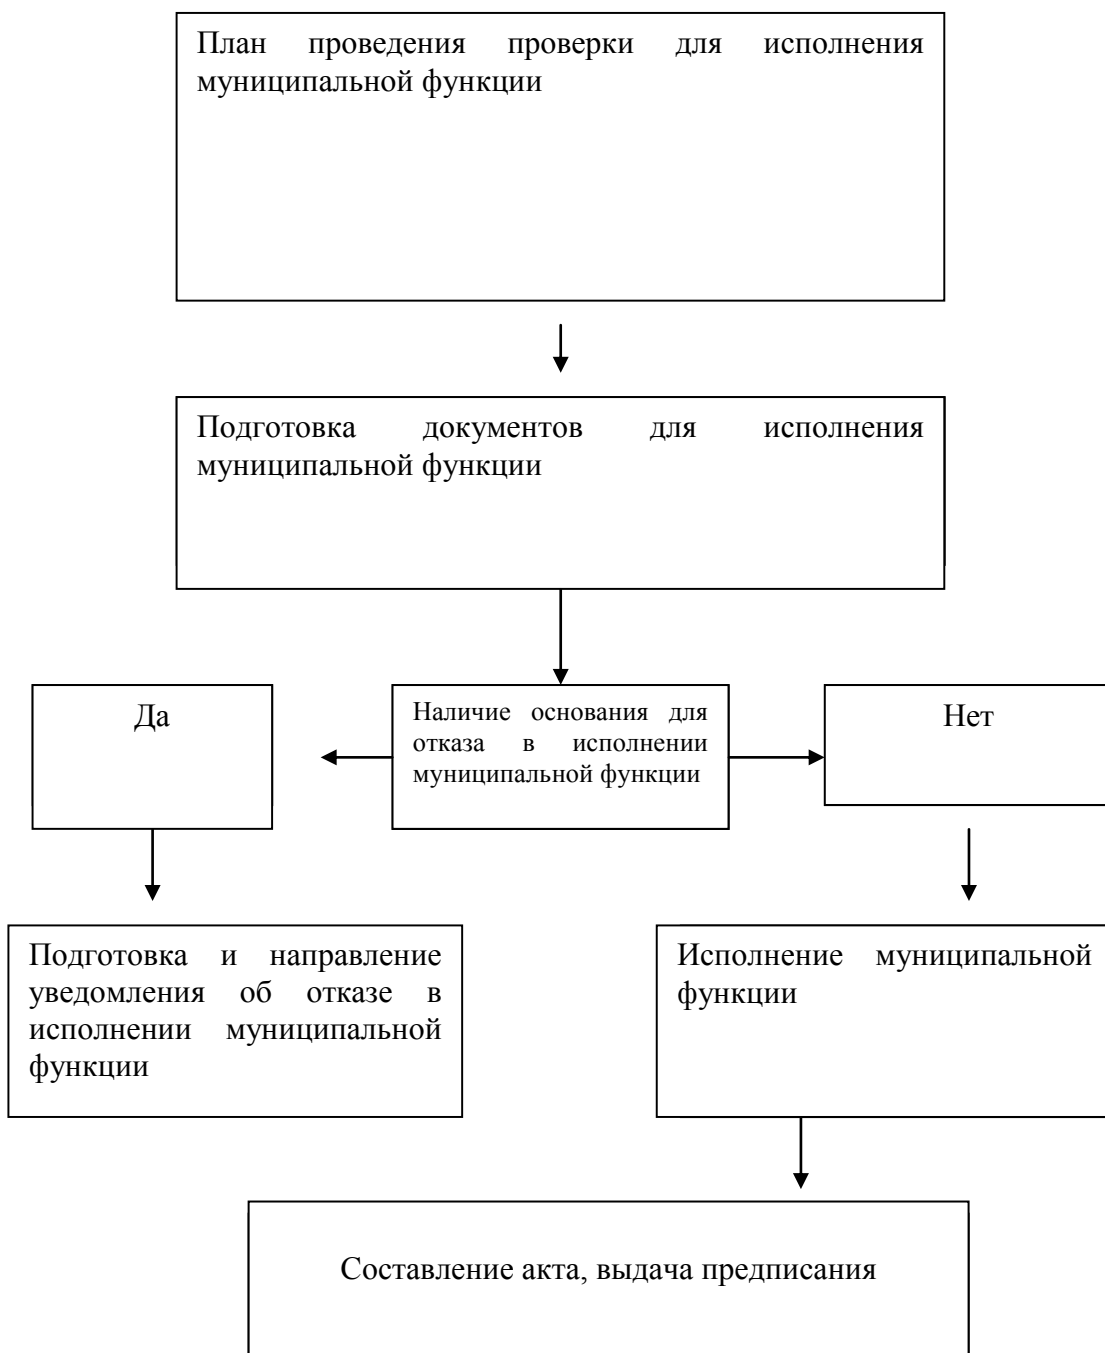 План проведения проверки для исполнения
муниципальной функции
Подготовка документов для исполнения
муниципальной функции
Да
Наличие основания для
отказа в исполнении
муниципальной функции
Нет
Подготовка и направление
уведомления об отказе в
исполнении муниципальной
функции
Исполнение муниципальной
функции
Составление акта, выдача предписания